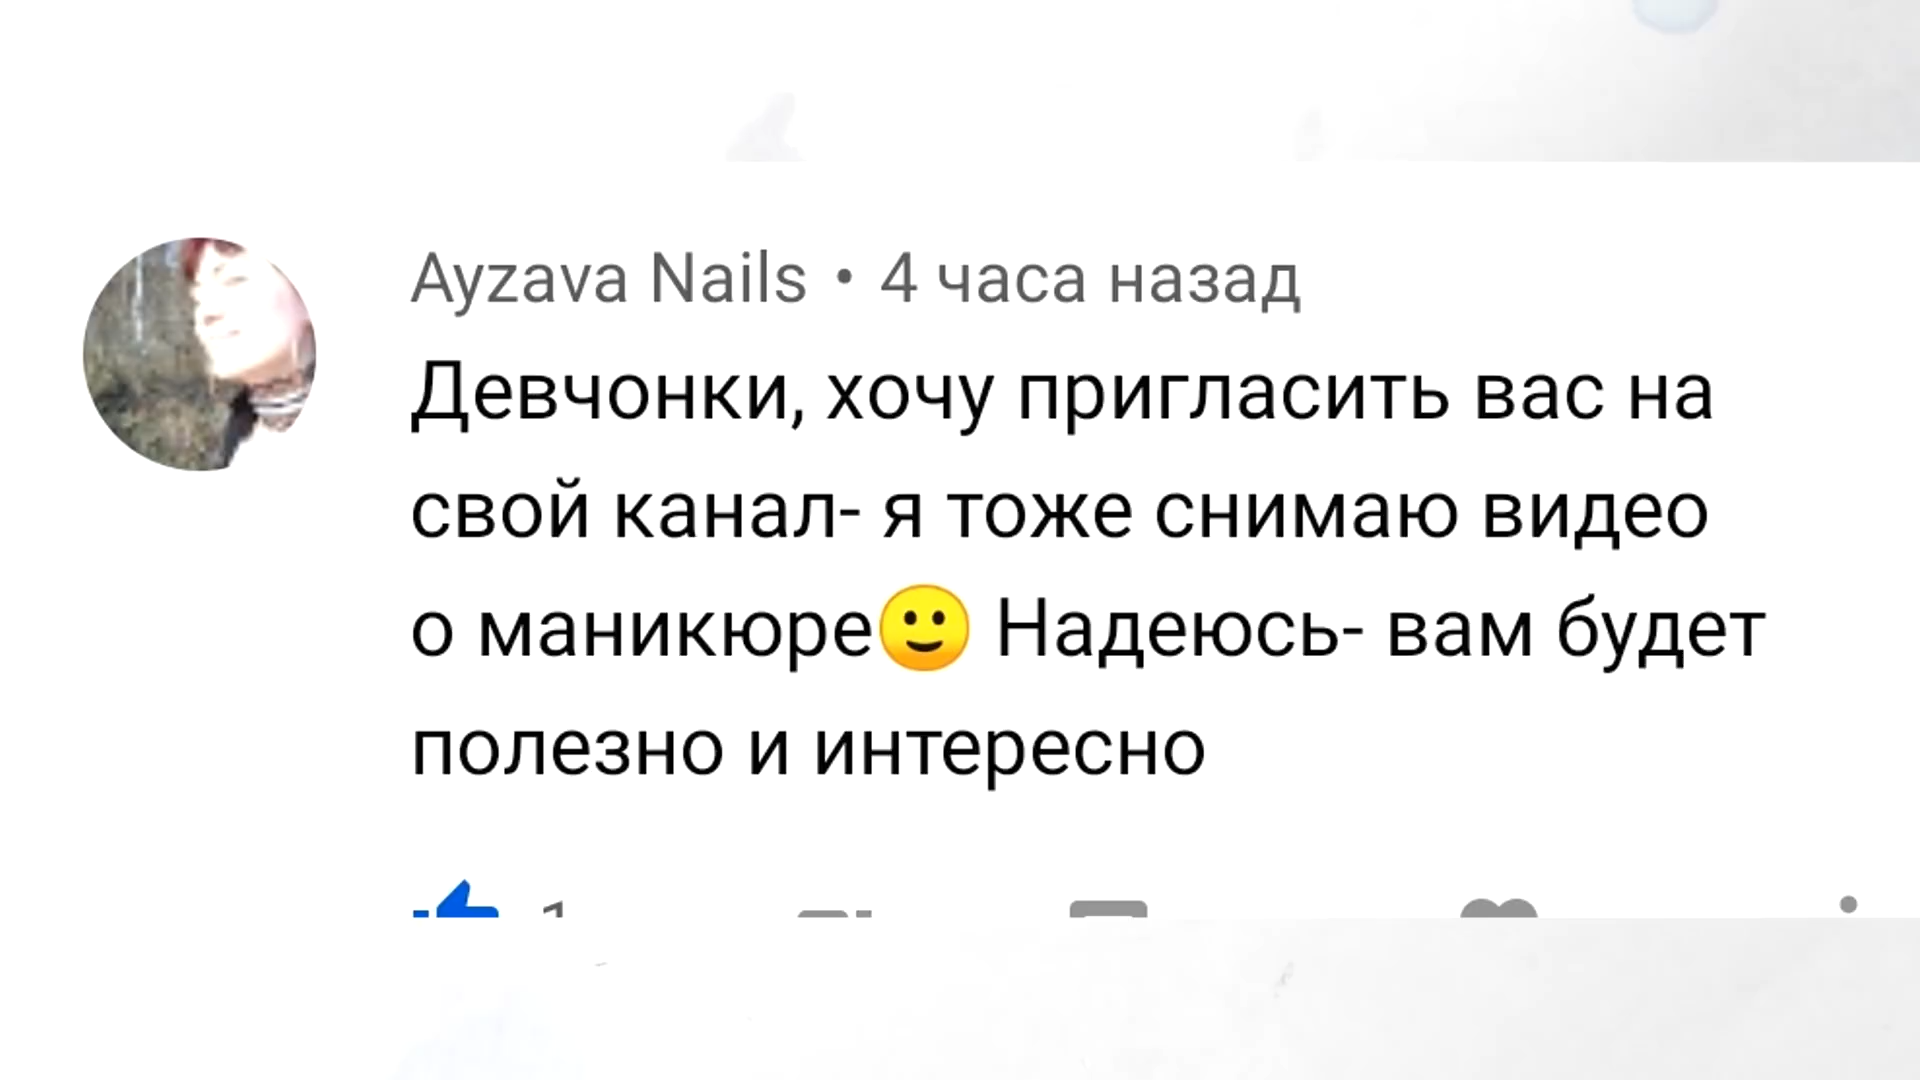 Ayzava Nails • 4 часа назад
Девчонки, хочу пригласить вас на
свой канал- я тоже снимаю видео
о маникюре🙂 Надеюсь- вам будет
полезно и интересно
1